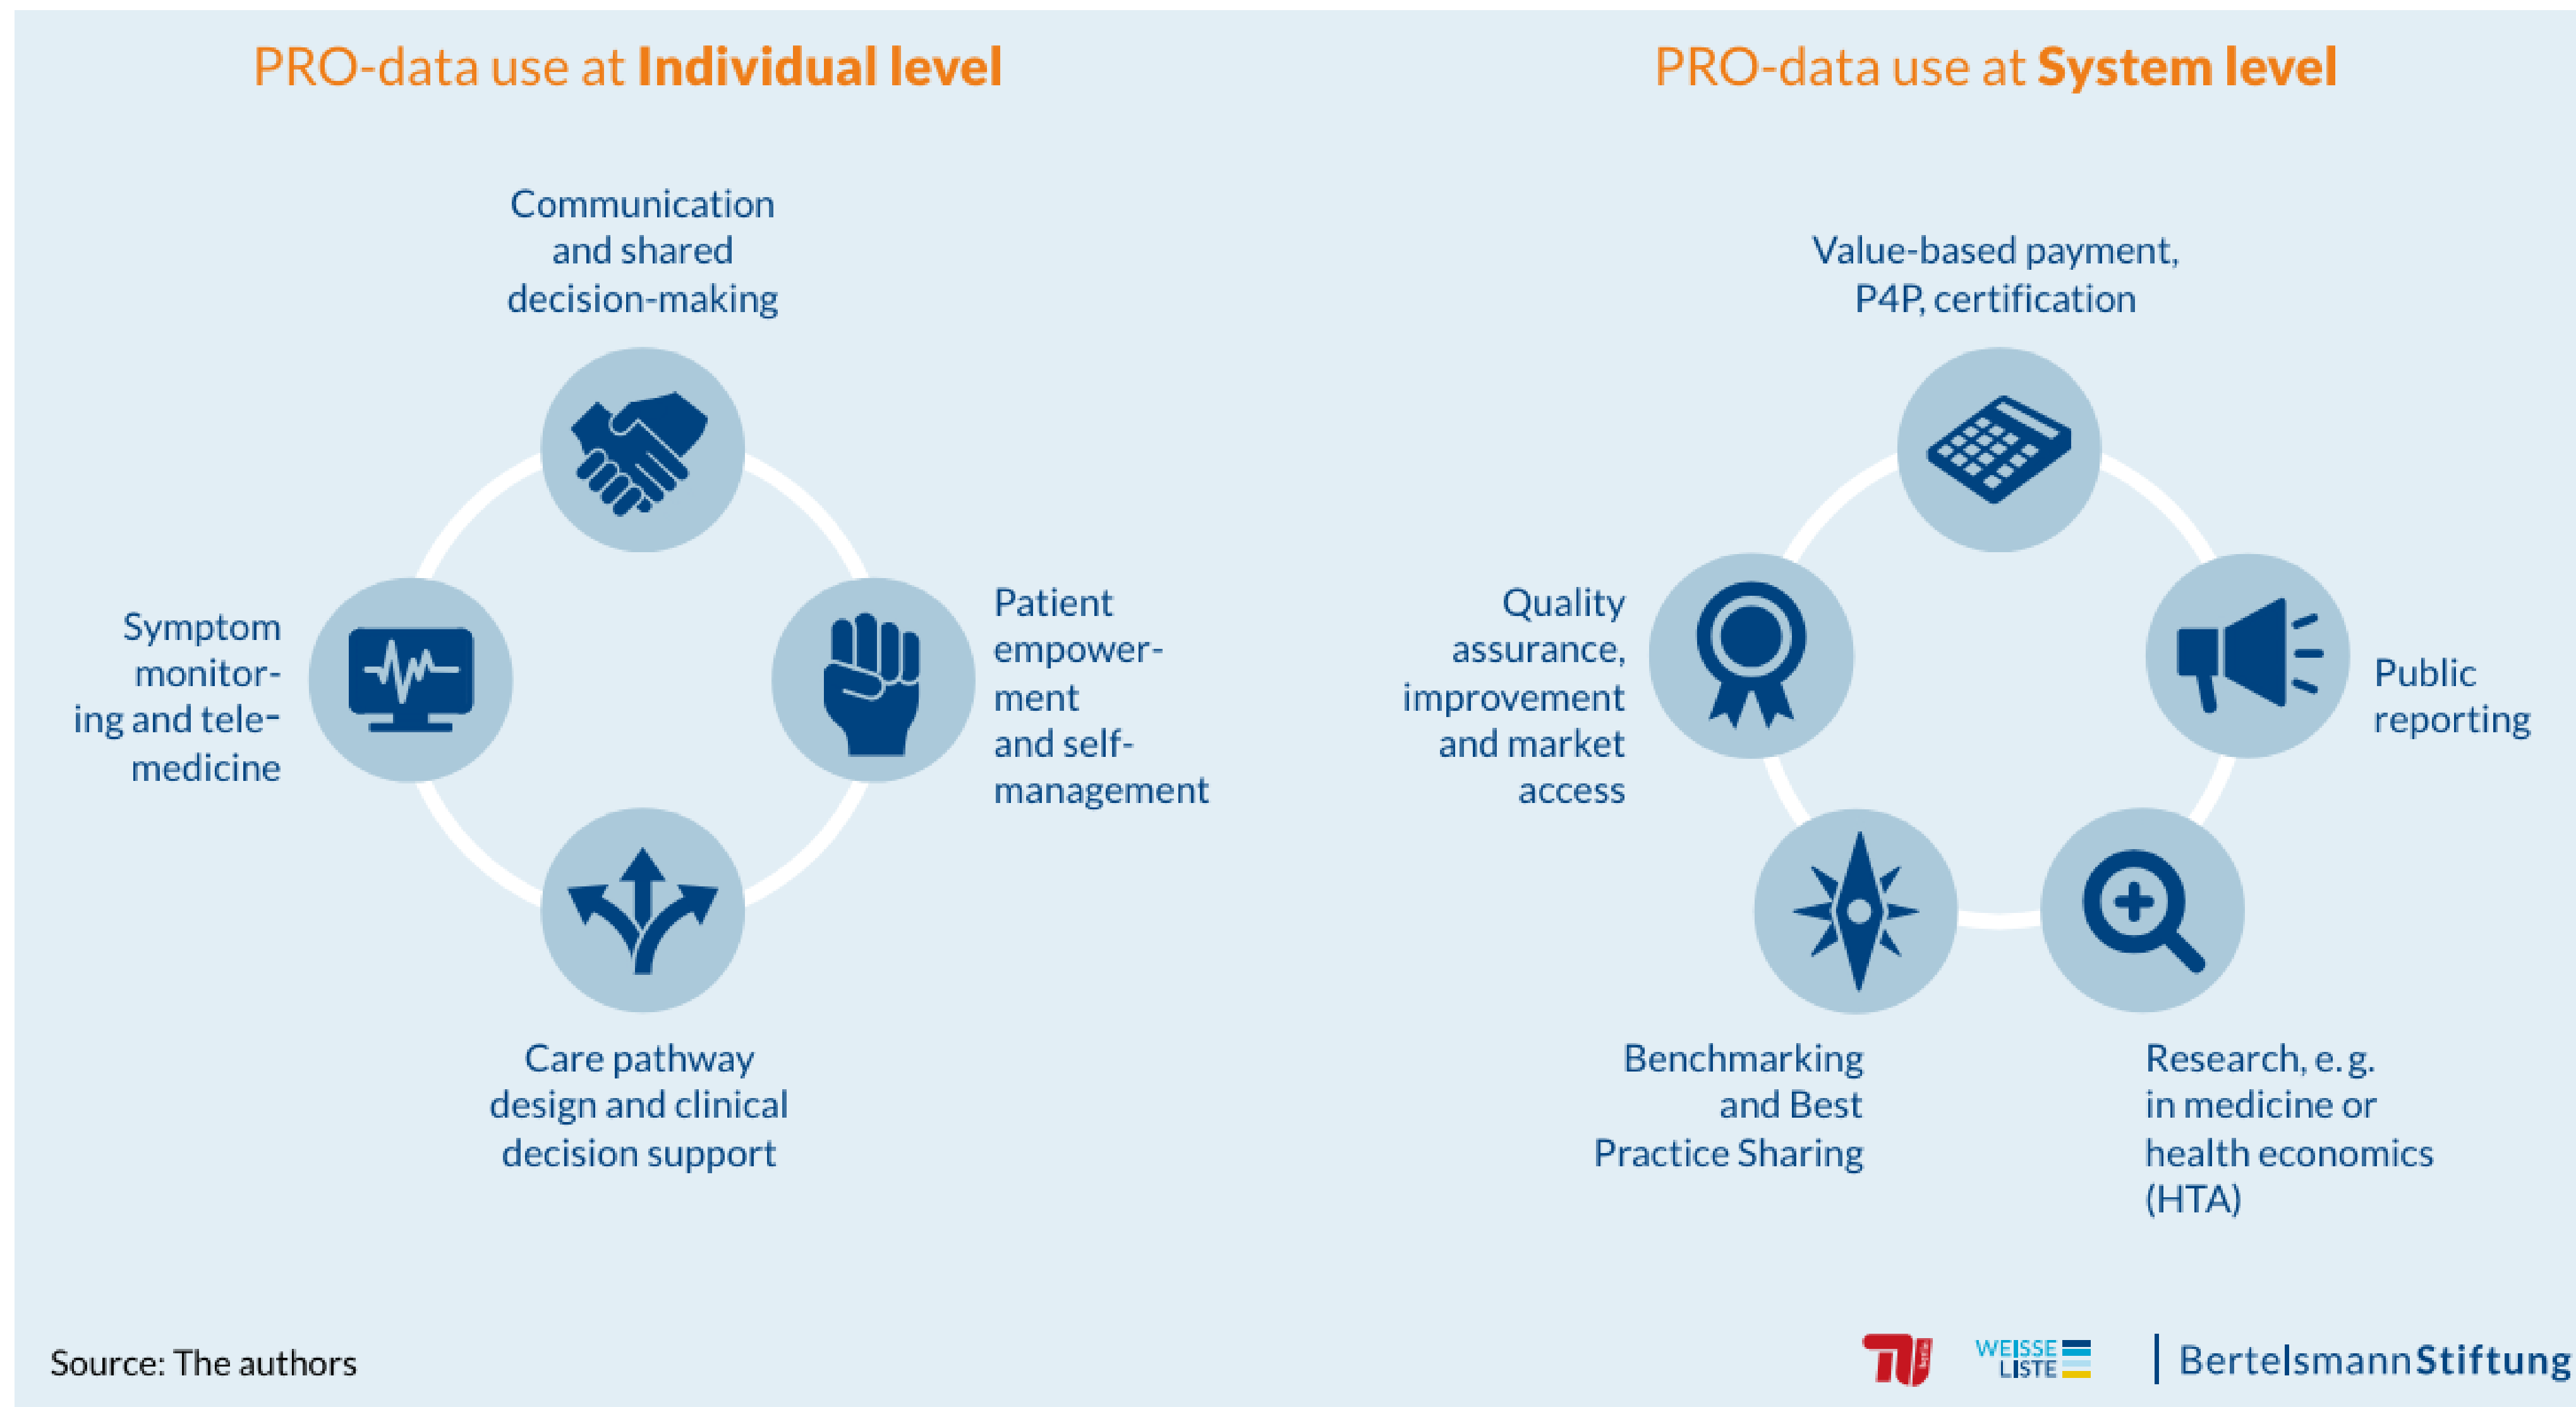 PRO-data use at Individual level
Communication
and shared
decision-making
Symptom
monitor-
ing and tele-
medicine
Patient
empower-
ment
and self-
management
Care pathway
design and clinical
decision support
PRO-data use at System level
Value-based payment,
P4P, certification
Quality
assurance,
improvement
and market
access
Public
reporting
Benchmarking
and Best
Practice Sharing
Research, e. g.
in medicine or
health economics
(HTA)
Source: The authors
TU
berlin
WEISSE
LISTE
BertelsmannStiftung